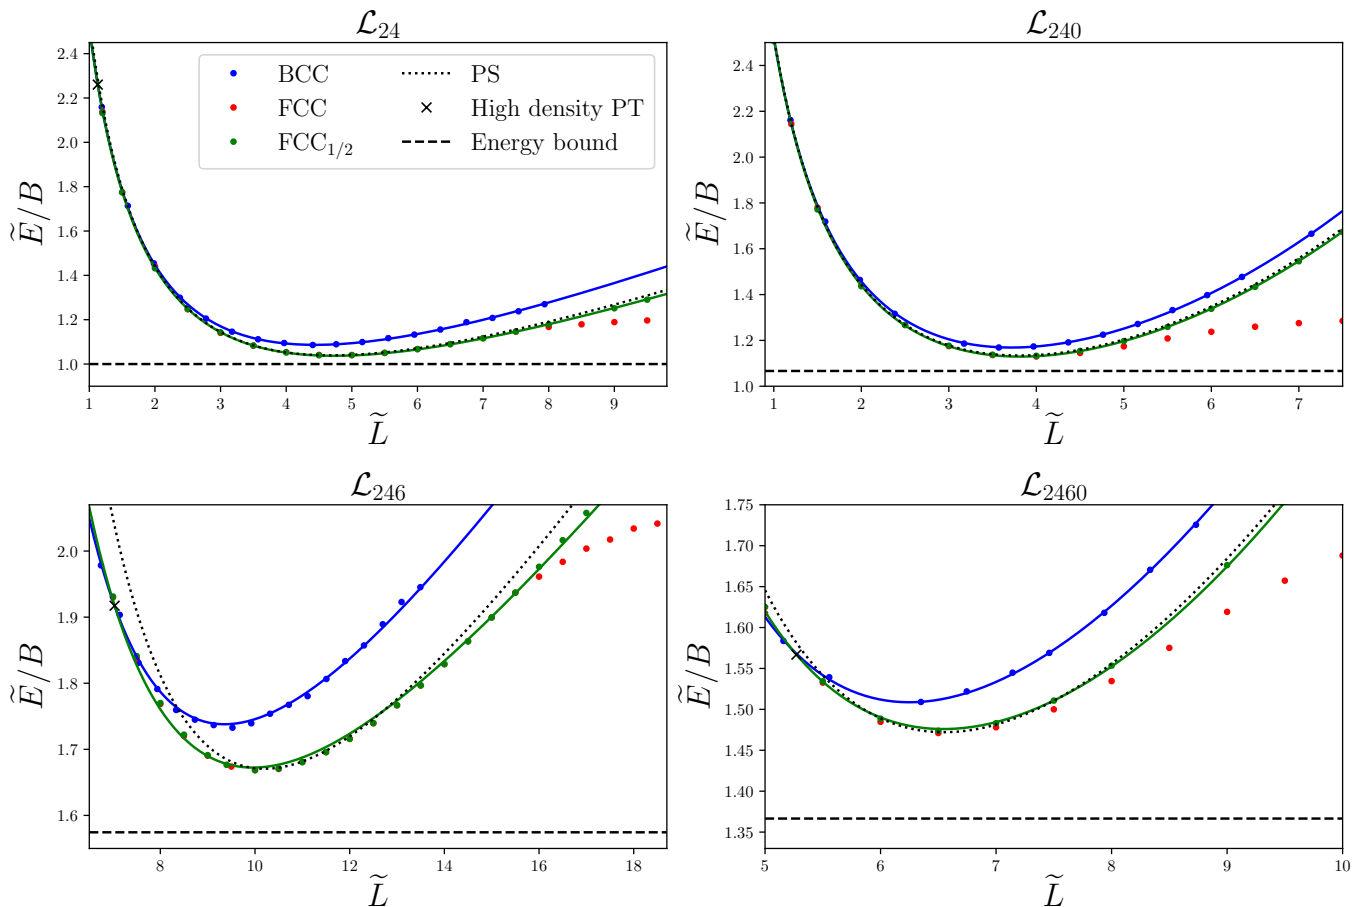 ℒ₂₄
Ẽ/B
2.4
2.2
2.0
1.8
1.6
1.4
1.2
1.0
BCC
FCC
FCC₁/₂
PS
High density PT
Energy bound
1 2 3 4 5 6 7 8 9
L̃
ℒ₂₄₀
Ẽ/B
2.4
2.2
2.0
1.8
1.6
1.4
1.2
1.0
1 2 3 4 5 6 7
L̃
ℒ₂₄₆
Ẽ/B
2.0
1.9
1.8
1.7
1.6
8 10 12 14 16 18
L̃
ℒ₂₄₆₀
Ẽ/B
1.75
1.70
1.65
1.60
1.55
1.50
1.45
1.40
1.35
5 6 7 8 9 10
L̃